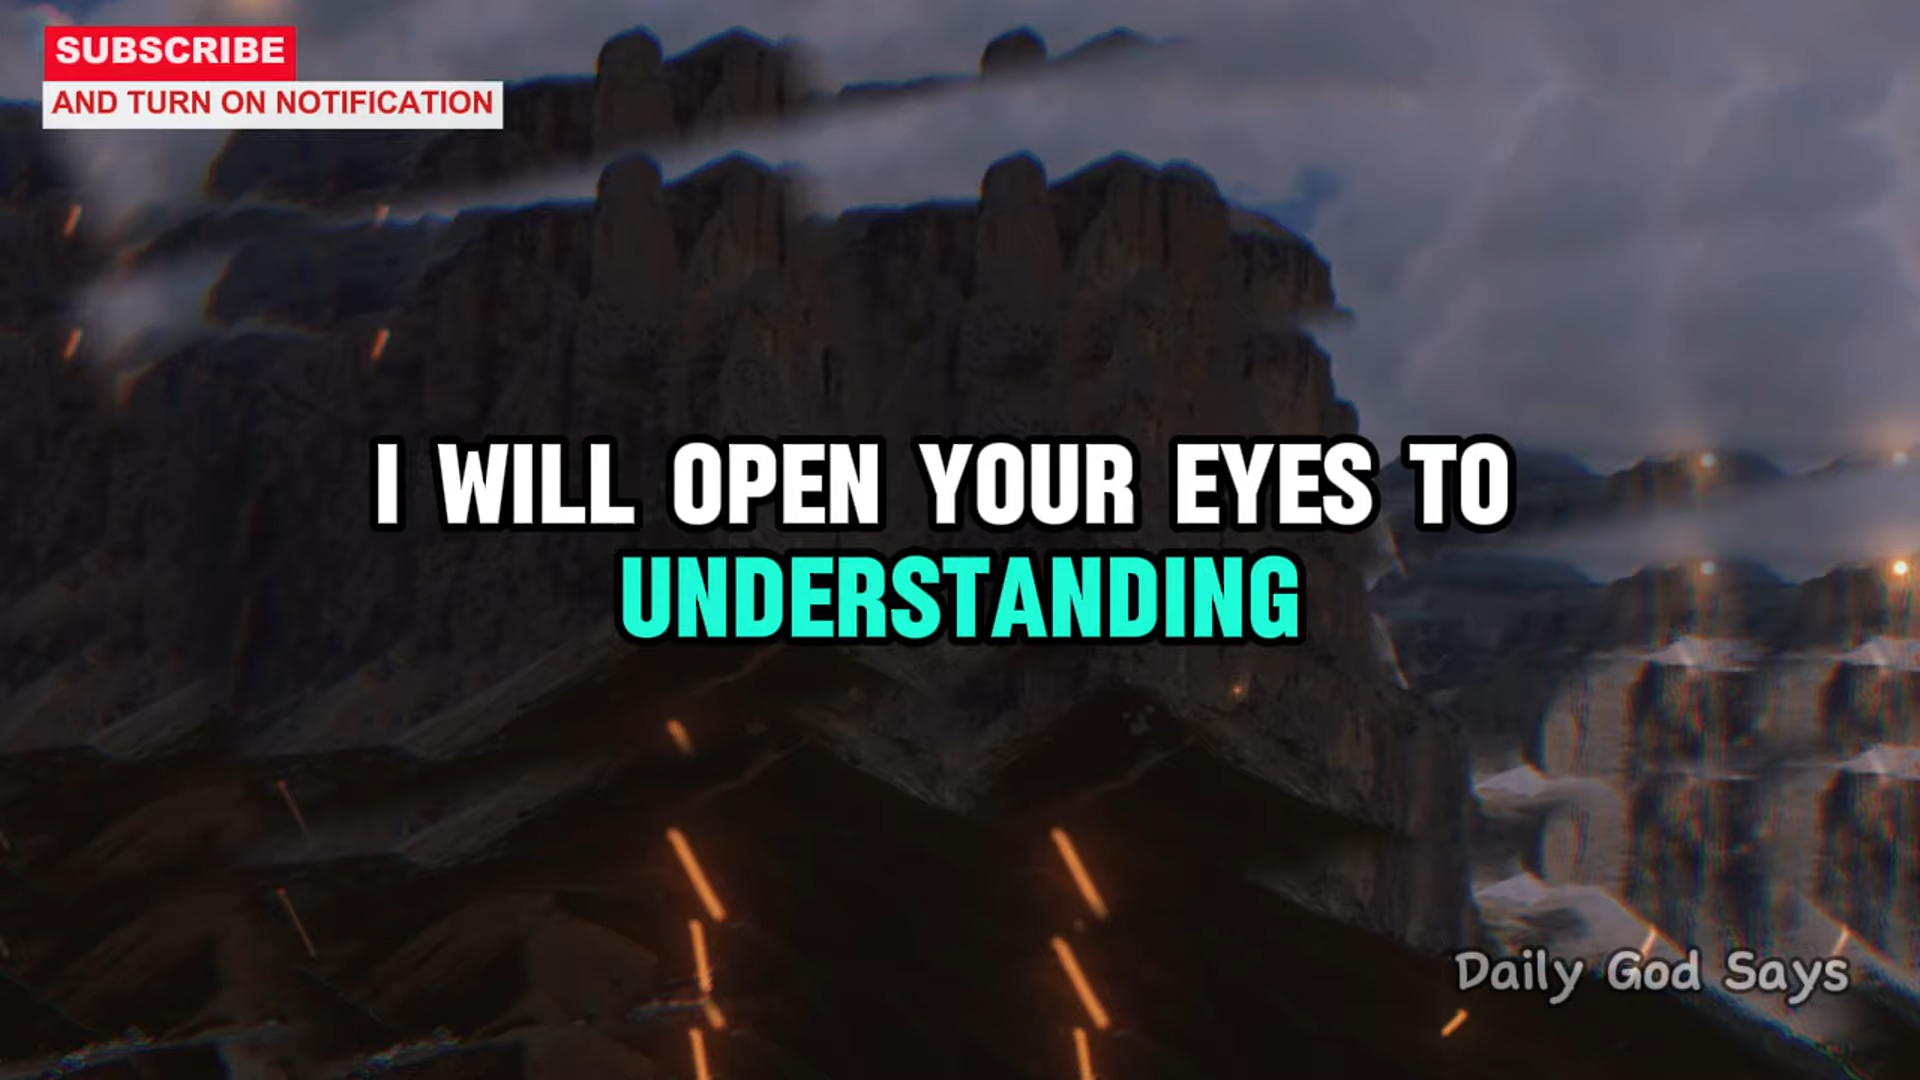 SUBSCRIBE
AND TURN ON NOTIFICATION
I WILL OPEN YOUR EYES TO
UNDERSTANDING
Daily God Says